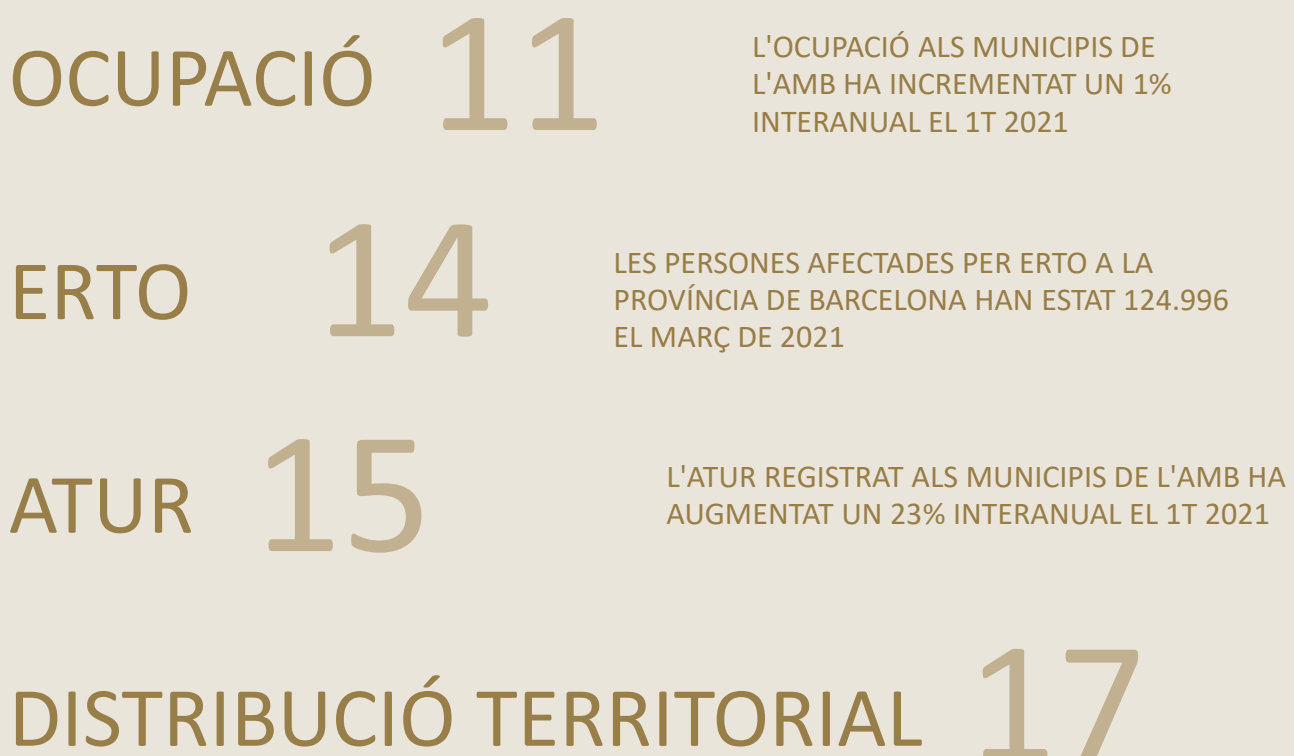 OCUPACIÓ 11
L'OCUPACIÓ ALS MUNICIPIS DE
L'AMB HA INCREMENTAT UN 1%
INTERANUAL EL 1T 2021
ERTO 14
LES PERSONES AFECTADES PER ERTO A LA
PROVÍNCIA DE BARCELONA HAN ESTAT 124.996
EL MARÇ DE 2021
ATUR 15
L'ATUR REGISTRAT ALS MUNICIPIS DE L'AMB HA
AUGMENTAT UN 23% INTERANUAL EL 1T 2021
DISTRIBUCIÓ TERRITORIAL 17